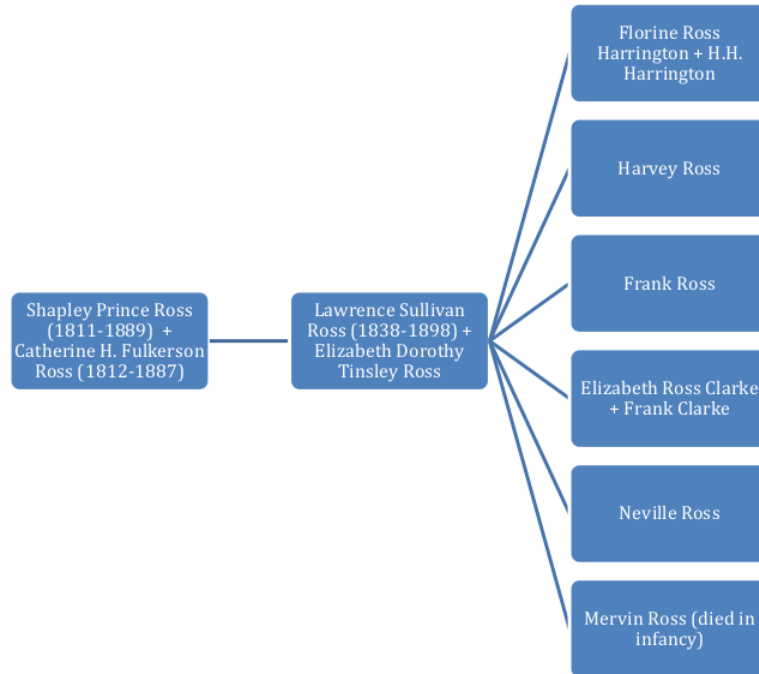 Shapley Prince Ross
(1811-1889) +
Catherine H. Fulkerson
Ross (1812-1887)
Lawrence Sullivan
Ross (1838-1898) +
Elizabeth Dorothy
Tinsley Ross
Florine Ross
Harrington + H.H.
Harrington
Harvey Ross
Frank Ross
Elizabeth Ross Clarke
+ Frank Clarke
Neville Ross
Mervin Ross (died in
infancy)